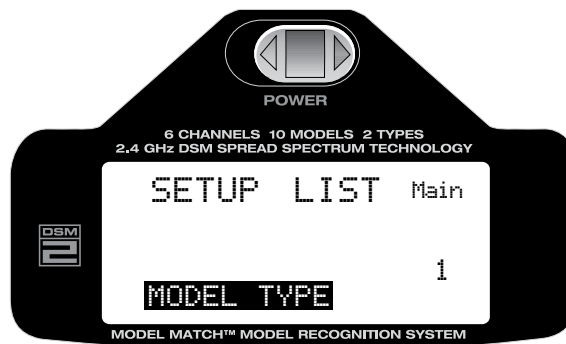 POWER
6 CHANNELS 10 MODELS 2 TYPES
2.4 GHz DSM SPREAD SPECTRUM TECHNOLOGY
SETUP LIST Main
DSM
2
1
MODEL TYPE
MODEL MATCH™ MODEL RECOGNITION SYSTEM